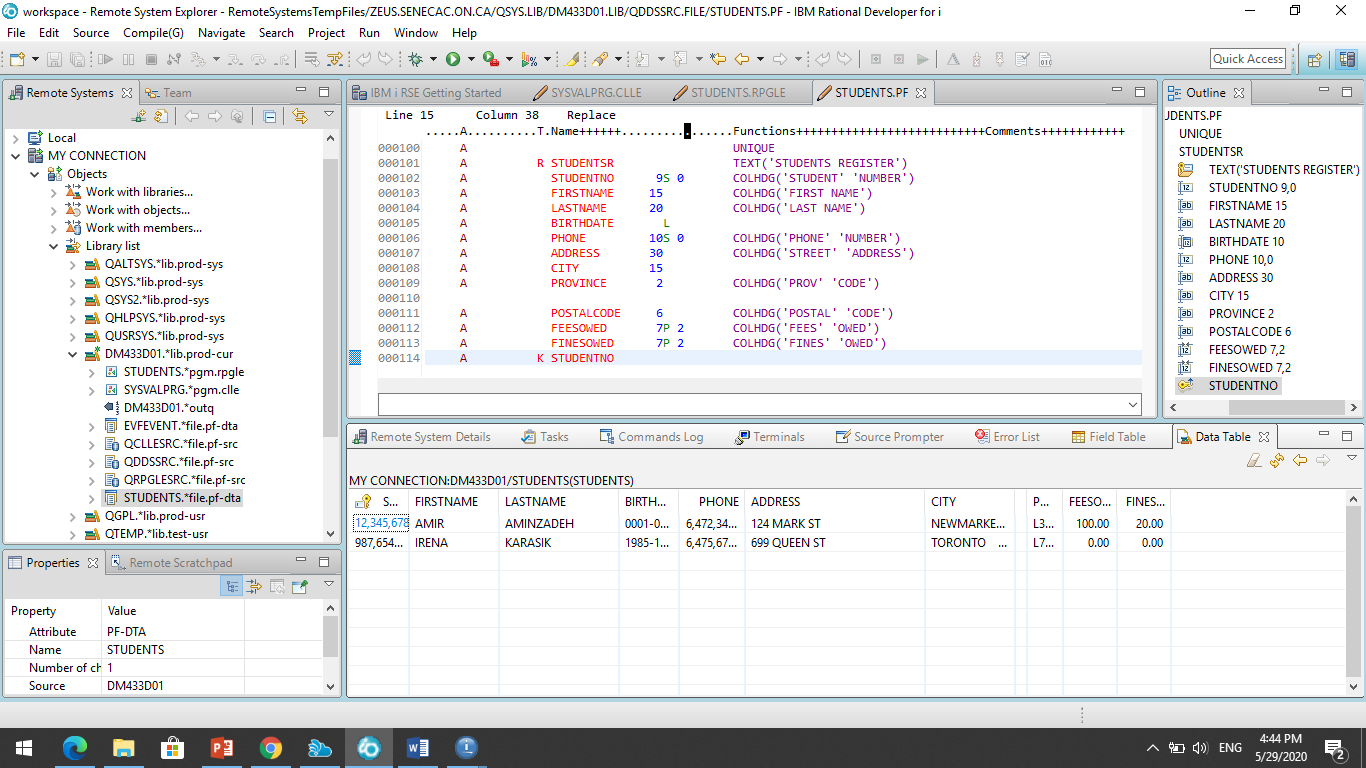 workspace - Remote System Explorer - RemoteSystemsTempFiles/ZEUS.SENECAC.ON.CA/QSYS.LIB/DM433D01.LIB/QDDSSRC.FILE/STUDENTS.PF - IBM Rational Developer for i
File Edit Source Compile(G) Navigate Search Project Run Window Help
Quick Access
Remote Systems Team
Local
MY CONNECTION
Objects
Work with libraries...
Work with objects...
Work with members...
Library list
QALTSYS.*lib.prod-sys
QSYS.*lib.prod-sys
QSYS2.*lib.prod-sys
QHLPSYS.*lib.prod-sys
QUSRSYS.*lib.prod-sys
DM433D01.*lib.prod-cur
STUDENTS.*pgm.rpgle
SYSVALPRG.*pgm.clle
DM433D01.*outq
EVFEVENT.*file.pf-dta
QCLLESRC.*file.pf-src
QDDSSRC.*file.pf-src
QRPGLESRC.*file.pf-src
STUDENTS.*file.pf-dta
QGPL.*lib.prod-usr
QTEMP.*lib.test-usr
Properties Remote Scratchpad
Property Value
Attribute PF-DTA
Name STUDENTS
Number of ch 1
Source DM433D01
IBM i RSE Getting Started SYSVALPRG.CLLE STUDENTS.RPGLE STUDENTS.PF
Line 15 Column 38 Replace
.....A..........T.Name++++++................Functions+++++++++++++++++++++++++++Comments++++++++++++
000100 A UNIQUE
000101 A R STUDENTSR TEXT('STUDENTS REGISTER')
000102 A STUDENTNO 9S 0 COLHDG('STUDENT' 'NUMBER')
000103 A FIRSTNAME 15 COLHDG('FIRST NAME')
000104 A LASTNAME 20 COLHDG('LAST NAME')
000105 A BIRTHDATE L
000106 A PHONE 10S 0 COLHDG('PHONE' 'NUMBER')
000107 A ADDRESS 30 COLHDG('STREET' 'ADDRESS')
000108 A CITY 15
000109 A PROVINCE 2 COLHDG('PROV' 'CODE')
000110
000111 A POSTALCODE 6 COLHDG('POSTAL' 'CODE')
000112 A FEESOWED 7P 2 COLHDG('FEES' 'OWED')
000113 A FINESOWED 7P 2 COLHDG('FINES' 'OWED')
000114 A K STUDENTNO
Outline
UDENTS.PF
UNIQUE
STUDENTSR
TEXT('STUDENTS REGISTER')
STUDENTNO 9,0
FIRSTNAME 15
LASTNAME 20
BIRTHDATE 10
PHONE 10,0
ADDRESS 30
CITY 15
PROVINCE 2
POSTALCODE 6
FEESOWED 7,2
FINESOWED 7,2
STUDENTNO
Remote System Details Tasks Commands Log Terminals Source Prompter Error List Field Table Data Table
MY CONNECTION:DM433D01/STUDENTS(STUDENTS)
S... FIRSTNAME LASTNAME BIRTH... PHONE ADDRESS CITY P... FEESO... FINES...
12,345,678 AMIR AMINZADEH 0001-0... 6,472,34... 124 MARK ST NEWMARKE... L3... 100.00 20.00
987,654... IRENA KARASIK 1985-1... 6,475,67... 699 QUEEN ST TORONTO ... L7... 0.00 0.00
ENG
4:44 PM
5/29/2020
2